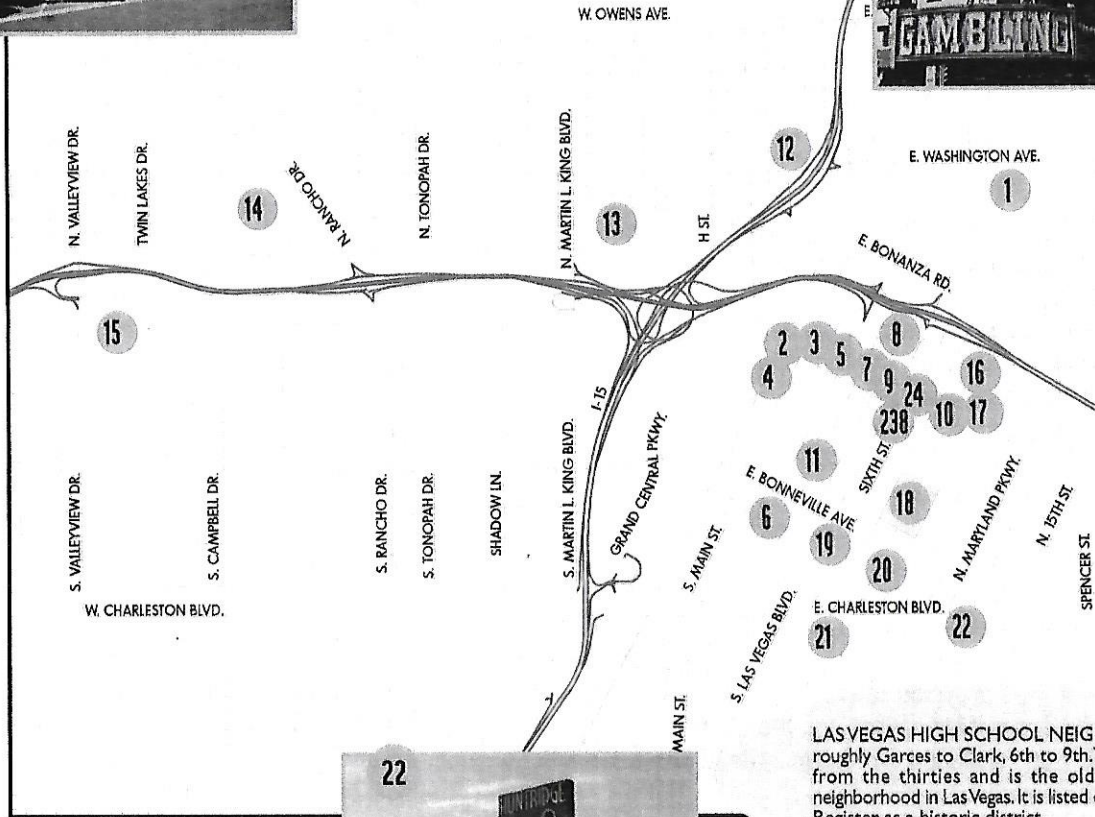 W. OWENS AVE.
E.
GAMBLING
N. VALLEYVIEW DR.
TWIN LAKES DR.
14
N. RANCHO DR.
N. TONOPAH DR.
N. MARTIN L. KING BLVD.
13
H ST.
12
E. WASHINGTON AVE.
1
E. BONANZA RD.
15
2
3
5
7
9
24
8
16
4
238
10
17
I-15
S. VALLEYVIEW DR.
S. CAMPBELL DR.
S. RANCHO DR.
S. TONOPAH DR.
SHADOW LN.
S. MARTIN L. KING BLVD.
GRAND CENTRAL PKWY.
S. MAIN ST.
11
E. BONNEVILLE AVE.
6
19
SIXTH ST.
18
20
N. MARYLAND PKWY.
N. 15TH ST.
SPENCER ST.
W. CHARLESTON BLVD.
E. CHARLESTON BLVD.
21
22
S. LAS VEGAS BLVD.
MAIN ST.
22
HUNTRIDGE
LAS VEGAS HIGH SCHOOL NEIG
roughly Garces to Clark, 6th to 9th.
from the thirties and is the old
neighborhood in Las Vegas. It is listed
Register as a historic district.